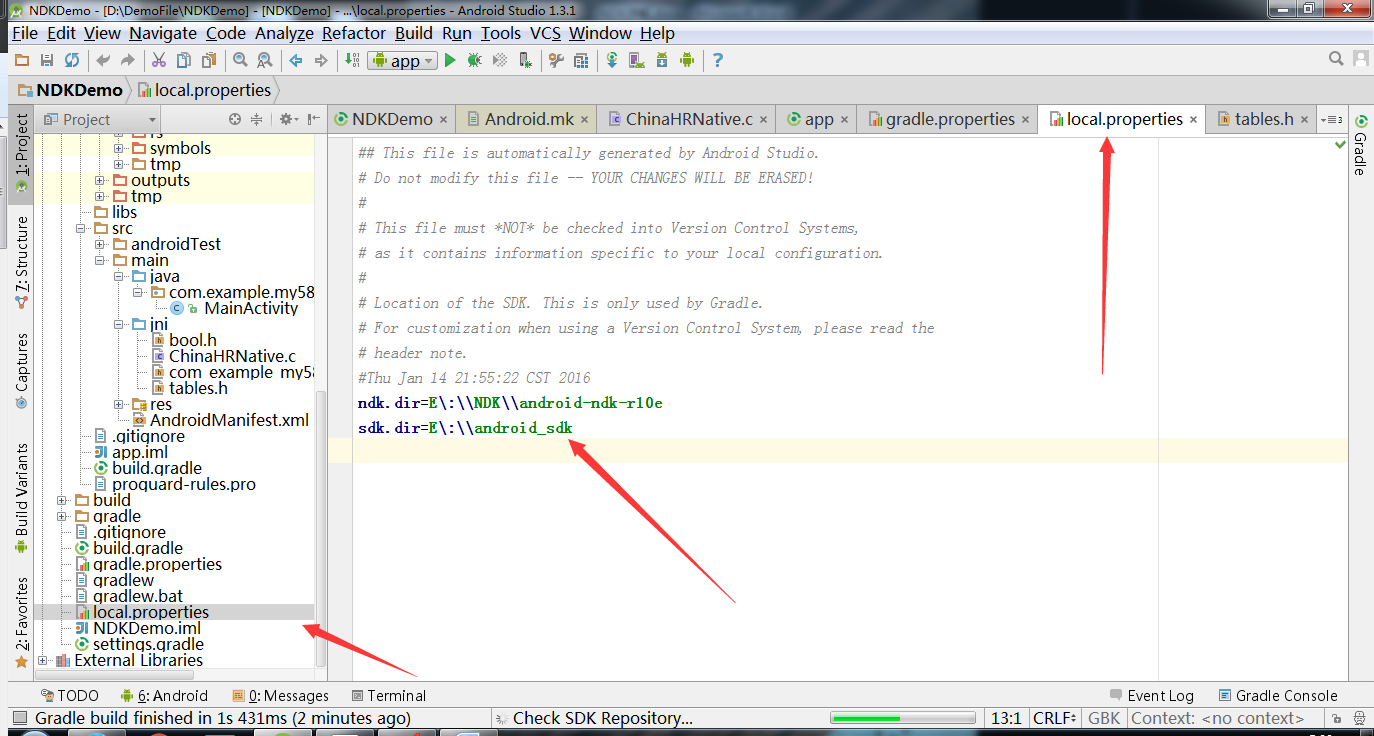 NDKDemo - [D:\DemoFile\NDKDemo] - [NDKDemo] - ...\local.properties - Android Studio 1.3.1
File Edit View Navigate Code Analyze Refactor Build Run Tools VCS Window Help
app
NDKDemo local.properties
Project
NDKDemo Android.mk ChinaHRNative.c app gradle.properties local.properties tables.h
1: Project
7: Structure
Captures
Build Variants
2: Favorites
symbols
tmp
outputs
tmp
libs
src
androidTest
main
java
com.example.my58
MainActivity
jni
bool.h
ChinaHRNative.c
com_example_my58
tables.h
res
AndroidManifest.xml
.gitignore
app.iml
build.gradle
proguard-rules.pro
build
gradle
.gitignore
build.gradle
gradle.properties
gradlew
gradlew.bat
local.properties
NDKDemo.iml
settings.gradle
External Libraries
## This file is automatically generated by Android Studio.
# Do not modify this file -- YOUR CHANGES WILL BE ERASED!
#
# This file must *NOT* be checked into Version Control Systems,
# as it contains information specific to your local configuration.
#
# Location of the SDK. This is only used by Gradle.
# For customization when using a Version Control System, please read the
# header note.
#Thu Jan 14 21:55:22 CST 2016
ndk.dir=E\:\\NDK\\android-ndk-r10e
sdk.dir=E\:\\android_sdk
Gradle
TODO 6: Android 0: Messages Terminal Event Log Gradle Console
Gradle build finished in 1s 431ms (2 minutes ago) Check SDK Repository... 13:1 CRLF GBK Context: <no context>